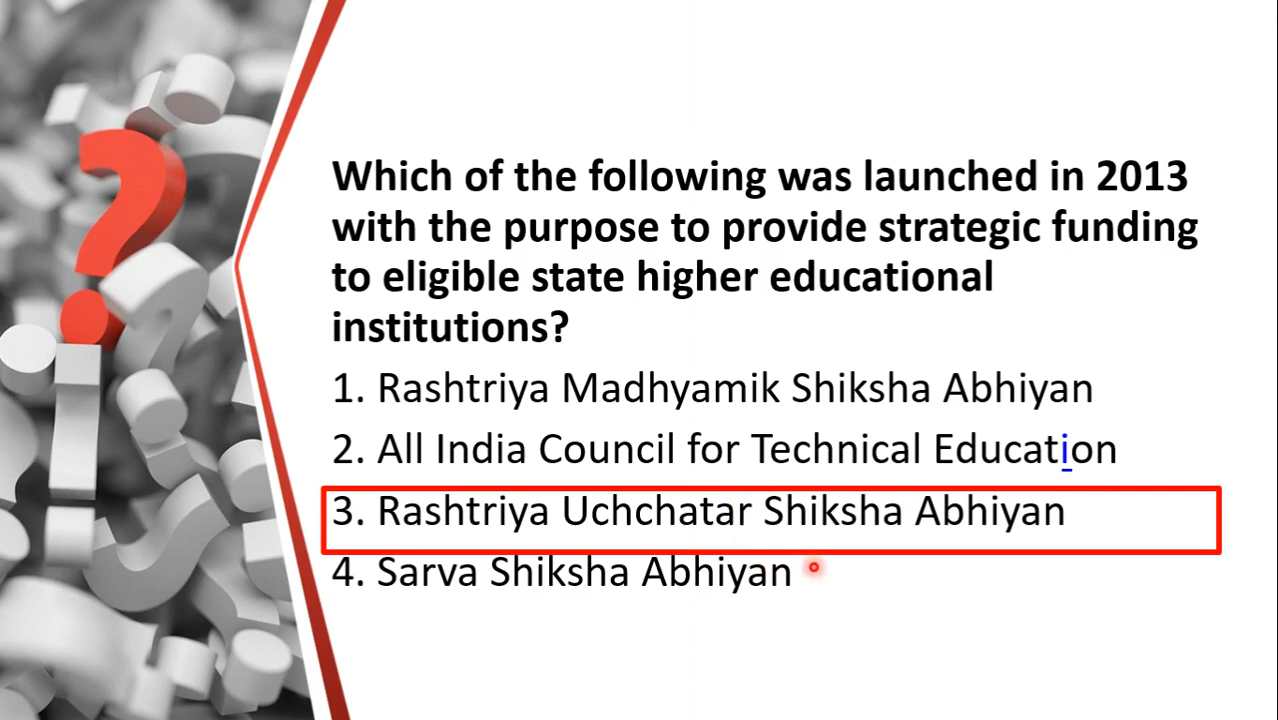 Which of the following was launched in 2013
with the purpose to provide strategic funding
to eligible state higher educational
institutions?
1. Rashtriya Madhyamik Shiksha Abhiyan
2. All India Council for Technical Education
3. Rashtriya Uchchatar Shiksha Abhiyan
4. Sarva Shiksha Abhiyan